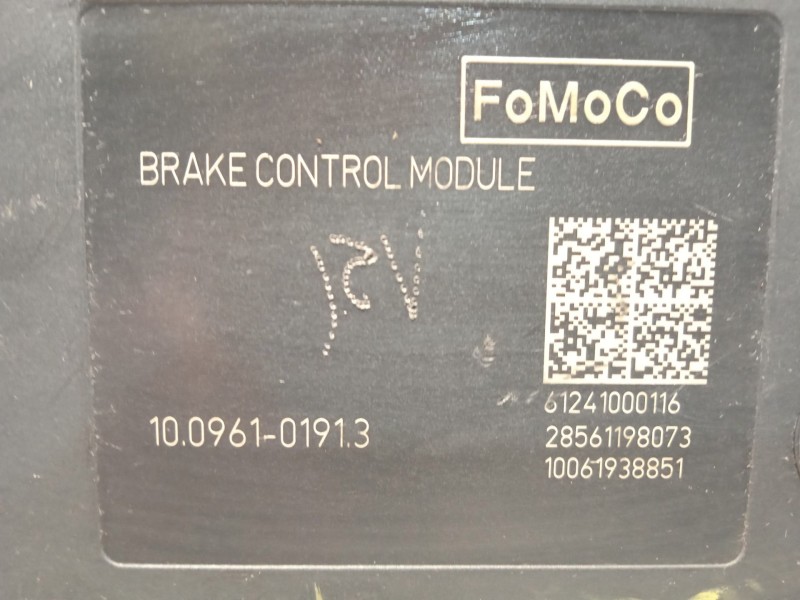 FoMoCo
BRAKE CONTROL MODULE
10.0961-0191.3
61241000116
28561198073
10061938851